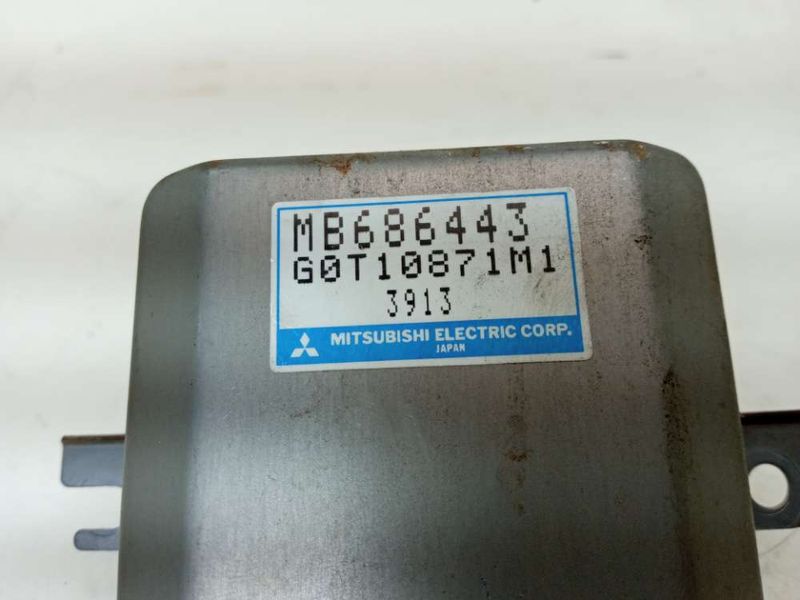 MB686443
G0T10871M1
3913
MITSUBISHI ELECTRIC CORP.
JAPAN